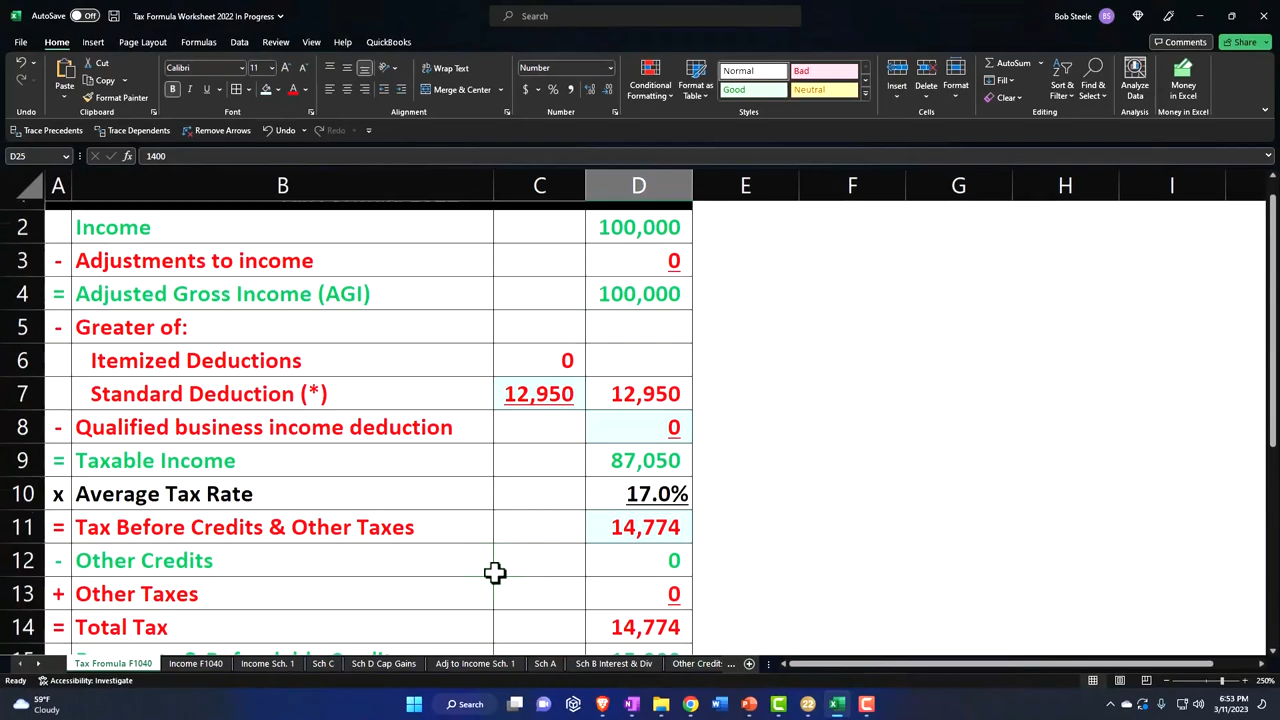 AutoSave Off Tax Formula Worksheet 2022 In Progress Search Bob Steele BS
File Home Insert Page Layout Formulas Data Review View Help QuickBooks Comments Share
Paste Cut Copy Format Painter
Calibri 11
B I U
Wrap Text
Merge & Center
Number
$ % 
Conditional Formatting Format as Table
Normal Bad
Good Neutral
Insert Delete Format
AutoSum Clear
Sort & Filter Find & Select
Analyze Data
Money in Excel
Undo Clipboard Font Alignment Number Styles Cells Editing Analysis Money in Excel
Trace Precedents Trace Dependents Remove Arrows Undo Redo
D25 fx 1400
A B C D E F G H I
2 Income 100,000
3 - Adjustments to income 0
4 = Adjusted Gross Income (AGI) 100,000
5 - Greater of:
6 Itemized Deductions 0
7 Standard Deduction (*) 12,950 12,950
8 - Qualified business income deduction 0
9 = Taxable Income 87,050
10 x Average Tax Rate 17.0%
11 = Tax Before Credits & Other Taxes 14,774
12 - Other Credits 0
13 + Other Taxes 0
14 = Total Tax 14,774
Tax Fromula F1040 Income F1040 Income Sch. 1 Sch C Sch D Cap Gains Adj to Income Sch. 1 Sch A Sch B Interest & Div Other Credit: ...
Ready Accessibility: Investigate 250%
59°F
Cloudy
Search
6:53 PM
3/11/2023